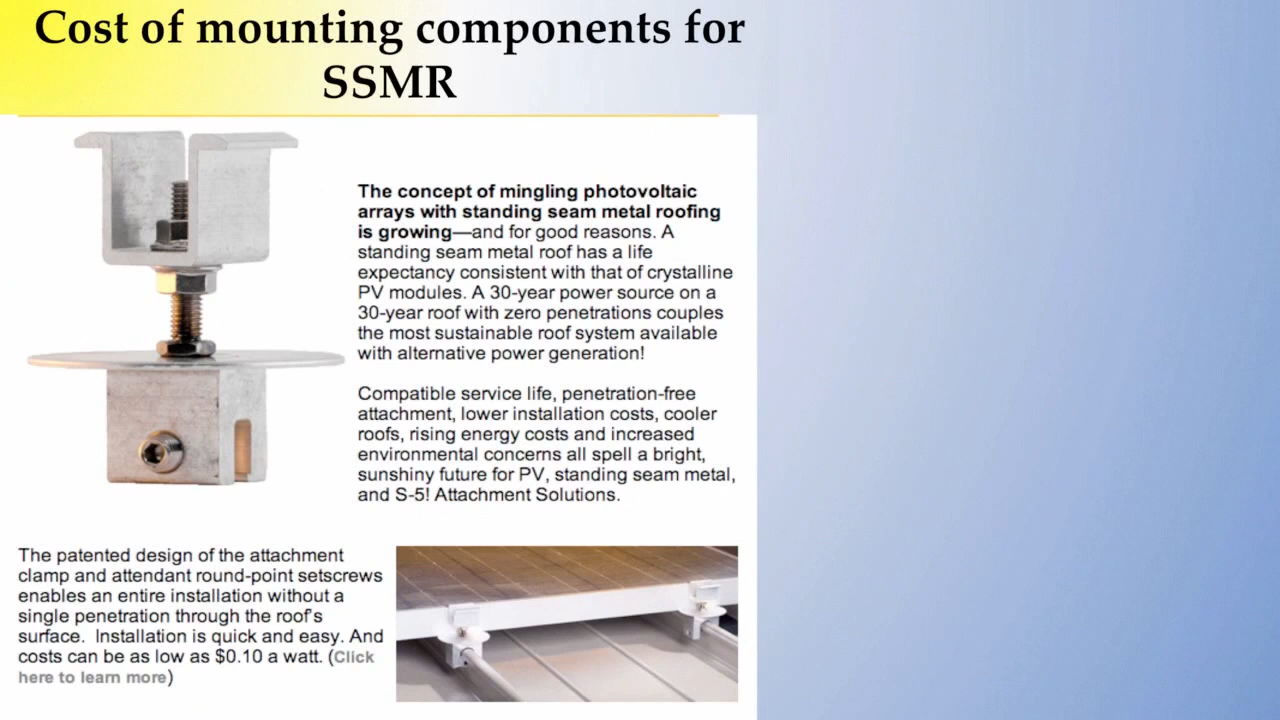 Cost of mounting components for
SSMR
The concept of mingling photovoltaic
arrays with standing seam metal roofing
is growing—and for good reasons. A
standing seam metal roof has a life
expectancy consistent with that of crystalline
PV modules. A 30-year power source on a
30-year roof with zero penetrations couples
the most sustainable roof system available
with alternative power generation!
Compatible service life, penetration-free
attachment, lower installation costs, cooler
roofs, rising energy costs and increased
environmental concerns all spell a bright,
sunshiny future for PV, standing seam metal,
and S-5! Attachment Solutions.
The patented design of the attachment
clamp and attendant round-point setscrews
enables an entire installation without a
single penetration through the roof's
surface.  Installation is quick and easy. And
costs can be as low as $0.10 a watt. (Click
here to learn more)